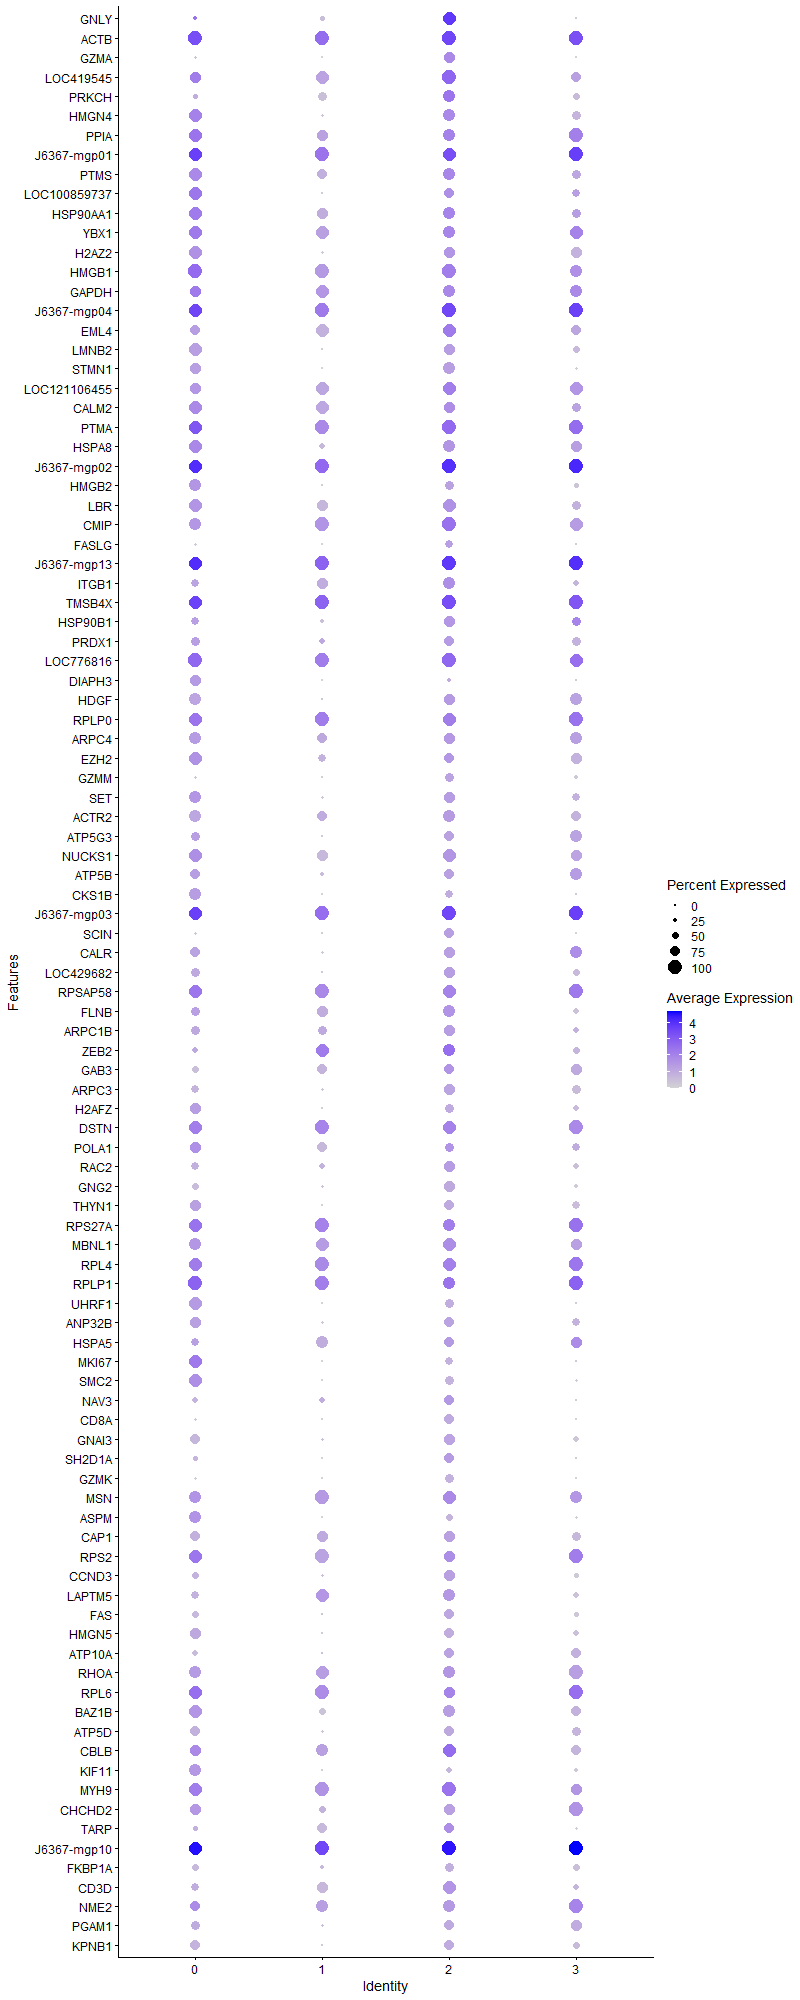 GNLY
ACTB
GZMA
LOC419545
PRKCH
HMGN4
PPIA
J6367-mgp01
PTMS
LOC100859737
HSP90AA1
YBX1
H2AZ2
HMGB1
GAPDH
J6367-mgp04
EML4
LMNB2
STMN1
LOC121106455
CALM2
PTMA
HSPA8
J6367-mgp02
HMGB2
LBR
CMIP
FASLG
J6367-mgp13
ITGB1
TMSB4X
HSP90B1
PRDX1
LOC776816
DIAPH3
HDGF
RPLP0
ARPC4
EZH2
GZMM
SET
ACTR2
ATP5G3
NUCKS1
ATP5B
CKS1B
J6367-mgp03
SCIN
CALR
LOC429682
RPSAP58
FLNB
ARPC1B
ZEB2
GAB3
ARPC3
H2AFZ
DSTN
POLA1
RAC2
GNG2
THYN1
RPS27A
MBNL1
RPL4
RPLP1
UHRF1
ANP32B
HSPA5
MKI67
SMC2
NAV3
CD8A
GNAI3
SH2D1A
GZMK
MSN
ASPM
CAP1
RPS2
CCND3
LAPTM5
FAS
HMGN5
ATP10A
RHOA
RPL6
BAZ1B
ATP5D
CBLB
KIF11
MYH9
CHCHD2
TARP
J6367-mgp10
FKBP1A
CD3D
NME2
PGAM1
KPNB1
Features
0 1 2 3
Identity
Percent Expressed
0
25
50
75
100
Average Expression
4
3
2
1
0